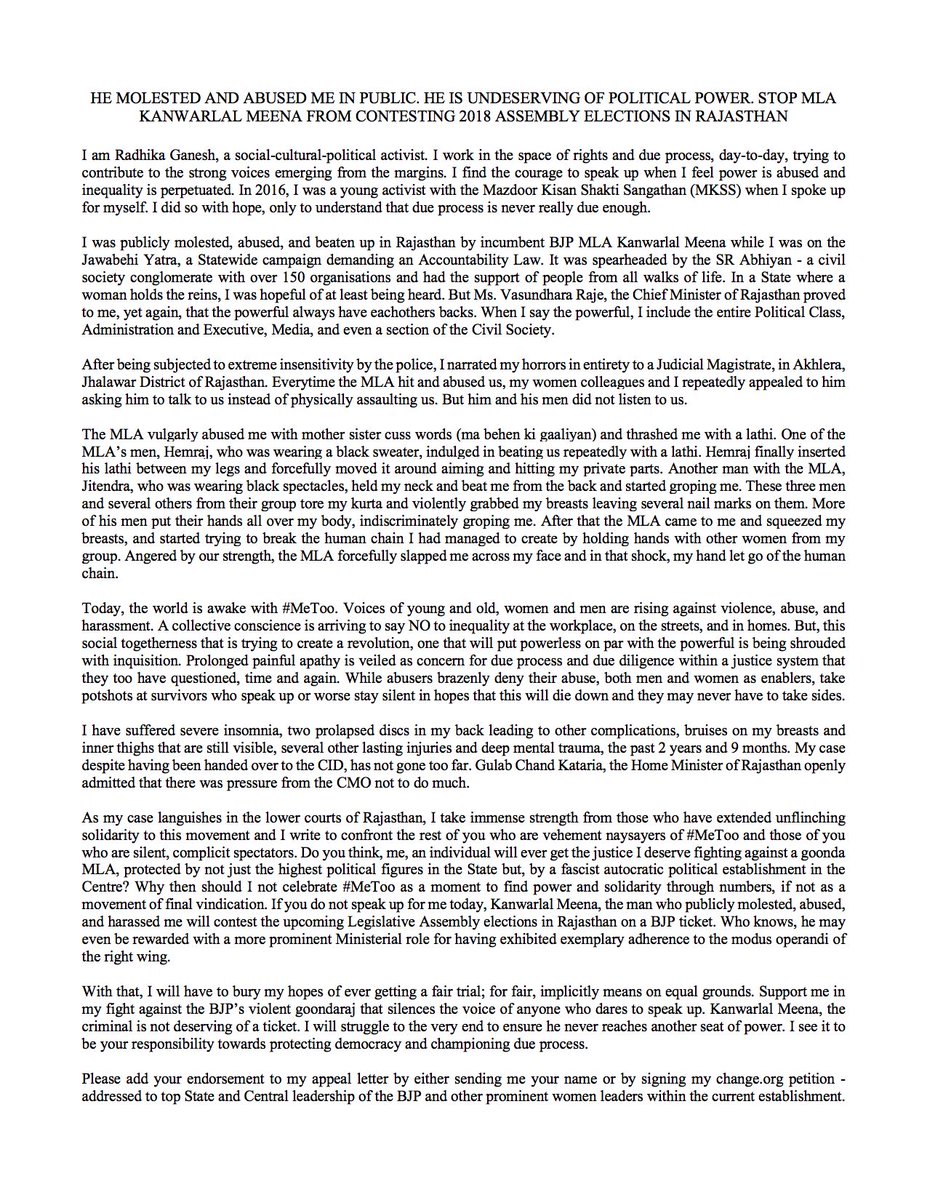 HE MOLESTED AND ABUSED ME IN PUBLIC. HE IS UNDESERVING OF POLITICAL POWER. STOP MLA
KANWARLAL MEENA FROM CONTESTING 2018 ASSEMBLY ELECTIONS IN RAJASTHAN
I am Radhika Ganesh, a social-cultural-political activist. I work in the space of rights and due process, day-to-day, trying to
contribute to the strong voices emerging from the margins. I find the courage to speak up when I feel power is abused and
inequality is perpetuated. In 2016, I was a young activist with the Mazdoor Kisan Shakti Sangathan (MKSS) when I spoke up
for myself. I did so with hope, only to understand that due process is never really due enough.
I was publicly molested, abused, and beaten up in Rajasthan by incumbent BJP MLA Kanwarlal Meena while I was on the
Jawabehi Yatra, a Statewide campaign demanding an Accountability Law. It was spearheaded by the SR Abhiyan - a civil
society conglomerate with over 150 organisations and had the support of people from all walks of life. In a State where a
woman holds the reins, I was hopeful of at least being heard. But Ms. Vasundhara Raje, the Chief Minister of Rajasthan proved
to me, yet again, that the powerful always have eachothers backs. When I say the powerful, I include the entire Political Class,
Administration and Executive, Media, and even a section of the Civil Society.
After being subjected to extreme insensitivity by the police, I narrated my horrors in entirety to a Judicial Magistrate, in Akhlera,
Jhalawar District of Rajasthan. Everytime the MLA hit and abused us, my women colleagues and I repeatedly appealed to him
asking him to talk to us instead of physically assaulting us. But him and his men did not listen to us.
The MLA vulgarly abused me with mother sister cuss words (ma behen ki gaaliyan) and thrashed me with a lathi. One of the
MLA's men, Hemraj, who was wearing a black sweater, indulged in beating us repeatedly with a lathi. Hemraj finally inserted
his lathi between my legs and forcefully moved it around aiming and hitting my private parts. Another man with the MLA,
Jitendra, who was wearing black spectacles, held my neck and beat me from the back and started groping me. These three men
and several others from their group tore my kurta and violently grabbed my breasts leaving several nail marks on them. More
of his men put their hands all over my body, indiscriminately groping me. After that the MLA came to me and squeezed my
breasts, and started trying to break the human chain I had managed to create by holding hands with other women from my
group. Angered by our strength, the MLA forcefully slapped me across my face and in that shock, my hand let go of the human
chain.
Today, the world is awake with #MeToo. Voices of young and old, women and men are rising against violence, abuse, and
harassment. A collective conscience is arriving to say NO to inequality at the workplace, on the streets, and in homes. But, this
social togetherness that is trying to create a revolution, one that will put powerless on par with the powerful is being shrouded
with inquisition. Prolonged painful apathy is veiled as concern for due process and due diligence within a justice system that
they too have questioned, time and again. While abusers brazenly deny their abuse, both men and women as enablers, take
potshots at survivors who speak up or worse stay silent in hopes that this will die down and they may never have to take sides.
I have suffered severe insomnia, two prolapsed discs in my back leading to other complications, bruises on my breasts and
inner thighs that are still visible, several other lasting injuries and deep mental trauma, the past 2 years and 9 months. My case
despite having been handed over to the CID, has not gone too far. Gulab Chand Kataria, the Home Minister of Rajasthan openly
admitted that there was pressure from the CMO not to do much.
As my case languishes in the lower courts of Rajasthan, I take immense strength from those who have extended unflinching
solidarity to this movement and I write to confront the rest of you who are vehement naysayers of #MeToo and those of you
who are silent, complicit spectators. Do you think, me, an individual will ever get the justice I deserve fighting against a goonda
MLA, protected by not just the highest political figures in the State but, by a fascist autocratic political establishment in the
Centre? Why then should I not celebrate #MeToo as a moment to find power and solidarity through numbers, if not as a
movement of final vindication. If you do not speak up for me today, Kanwarlal Meena, the man who publicly molested, abused,
and harassed me will contest the upcoming Legislative Assembly elections in Rajasthan on a BJP ticket. Who knows, he may
even be rewarded with a more prominent Ministerial role for having exhibited exemplary adherence to the modus operandi of
the right wing.
With that, I will have to bury my hopes of ever getting a fair trial; for fair, implicitly means on equal grounds. Support me in
my fight against the BJP's violent goondaraj that silences the voice of anyone who dares to speak up. Kanwarlal Meena, the
criminal is not deserving of a ticket. I will struggle to the very end to ensure he never reaches another seat of power. I see it to
be your responsibility towards protecting democracy and championing due process.
Please add your endorsement to my appeal letter by either sending me your name or by signing my change.org petition -
addressed to top State and Central leadership of the BJP and other prominent women leaders within the current establishment.